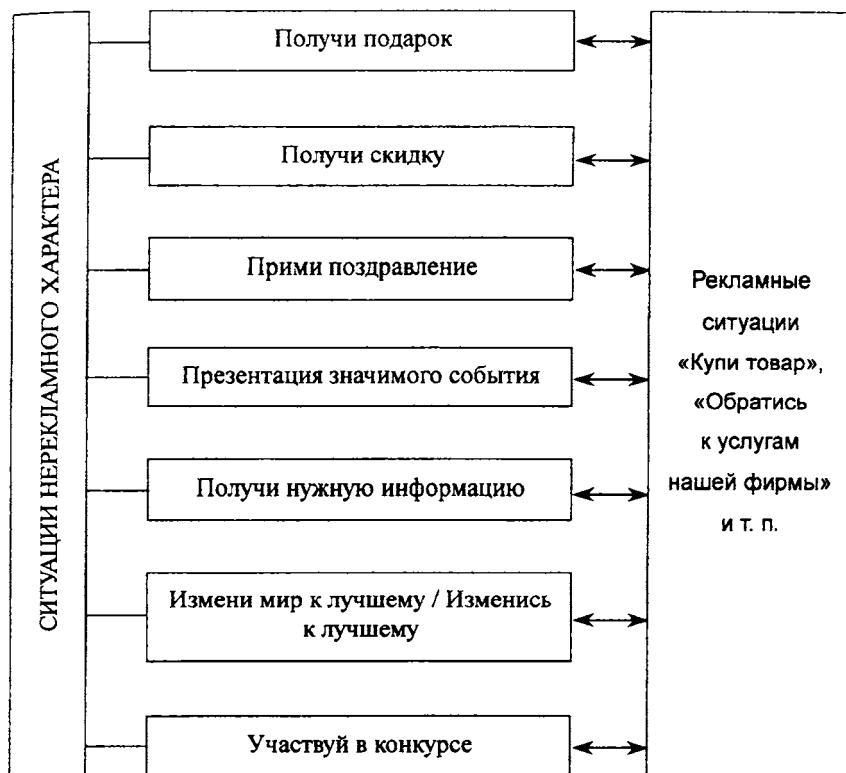 СИТУАЦИИ НЕРЕКЛАМНОГО ХАРАКТЕРА
Получи подарок
Получи скидку
Прими поздравление
Презентация значимого события
Получи нужную информацию
Измени мир к лучшему / Изменись
к лучшему
Участвуй в конкурсе
Рекламные
ситуации
«Купи товар»,
«Обратись
к услугам
нашей фирмы»
и т. п.